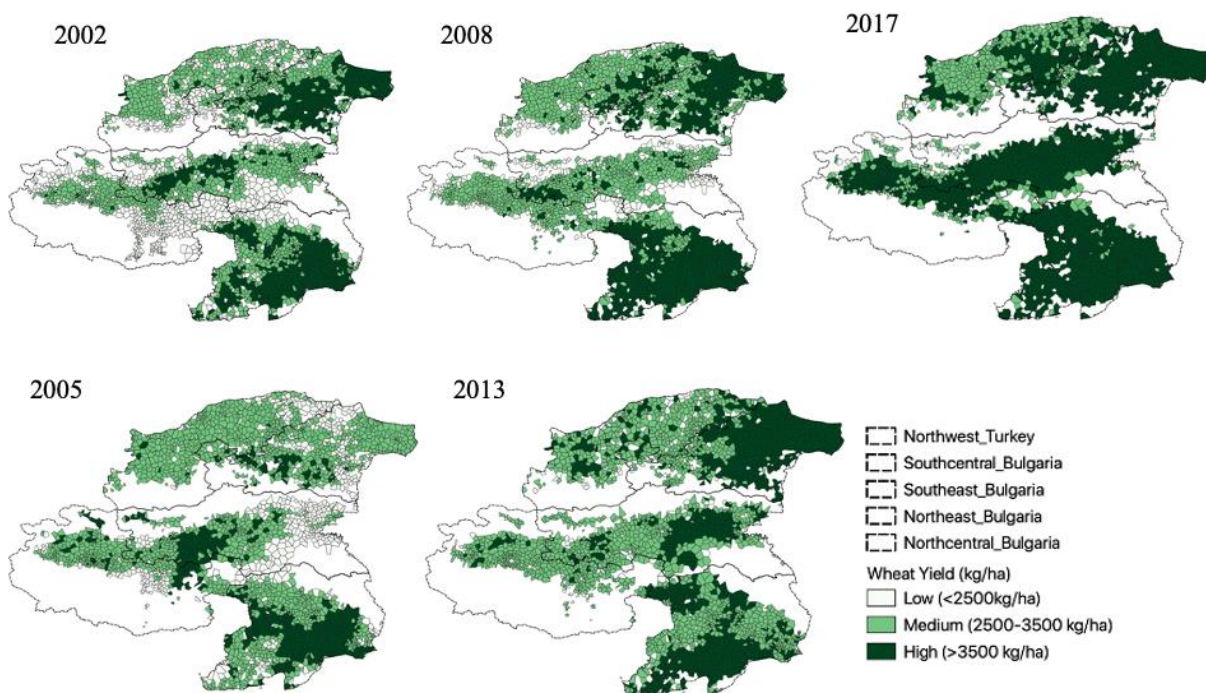 2002
2008
2017
2005
2013
Northwest_Turkey
Southcentral_Bulgaria
Southeast_Bulgaria
Northeast_Bulgaria
Northcentral_Bulgaria
Wheat Yield (kg/ha)
Low (<2500kg/ha)
Medium (2500-3500 kg/ha)
High (>3500 kg/ha)